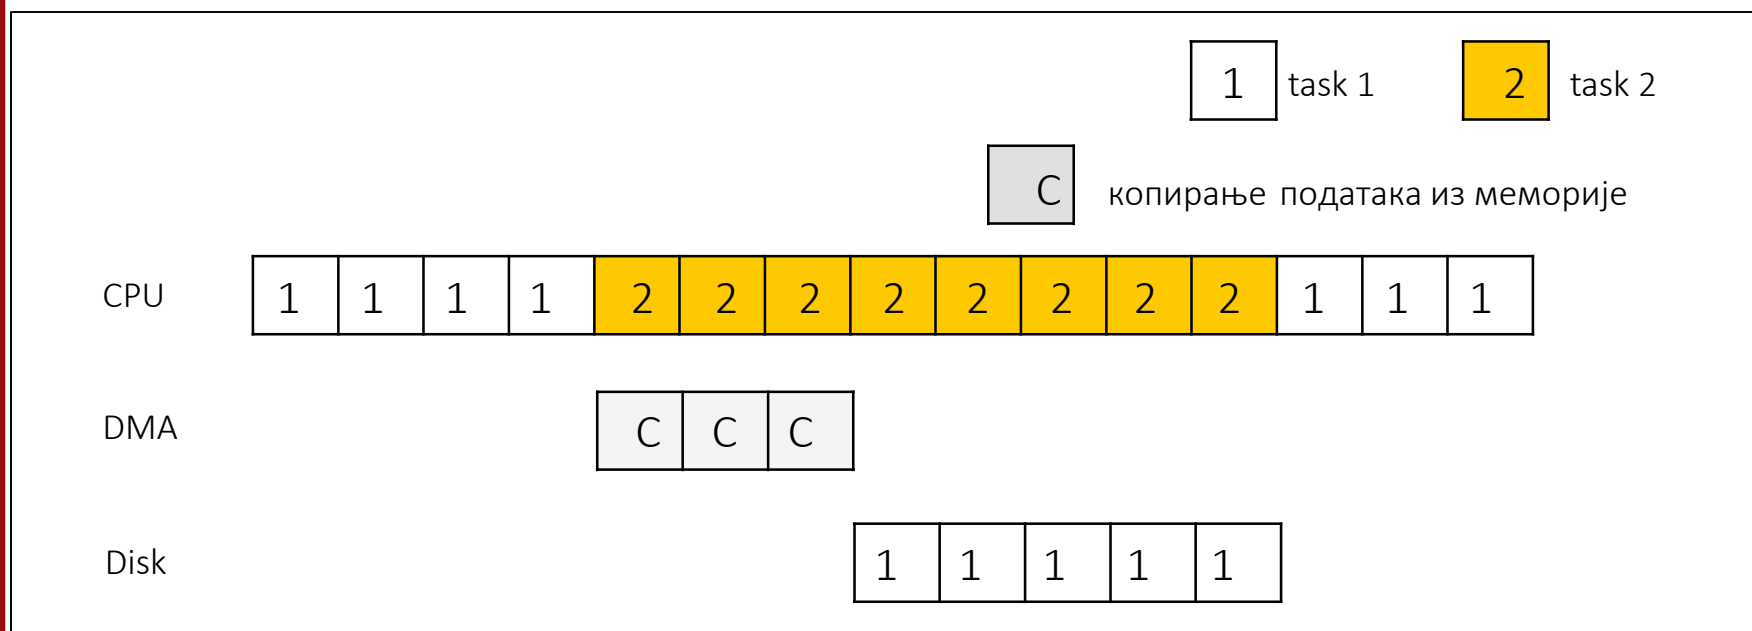 1 task 1 2 task 2
C копирање података из меморије
CPU 1 1 1 1 2 2 2 2 2 2 2 2 1 1 1
DMA C C C
Disk 1 1 1 1 1